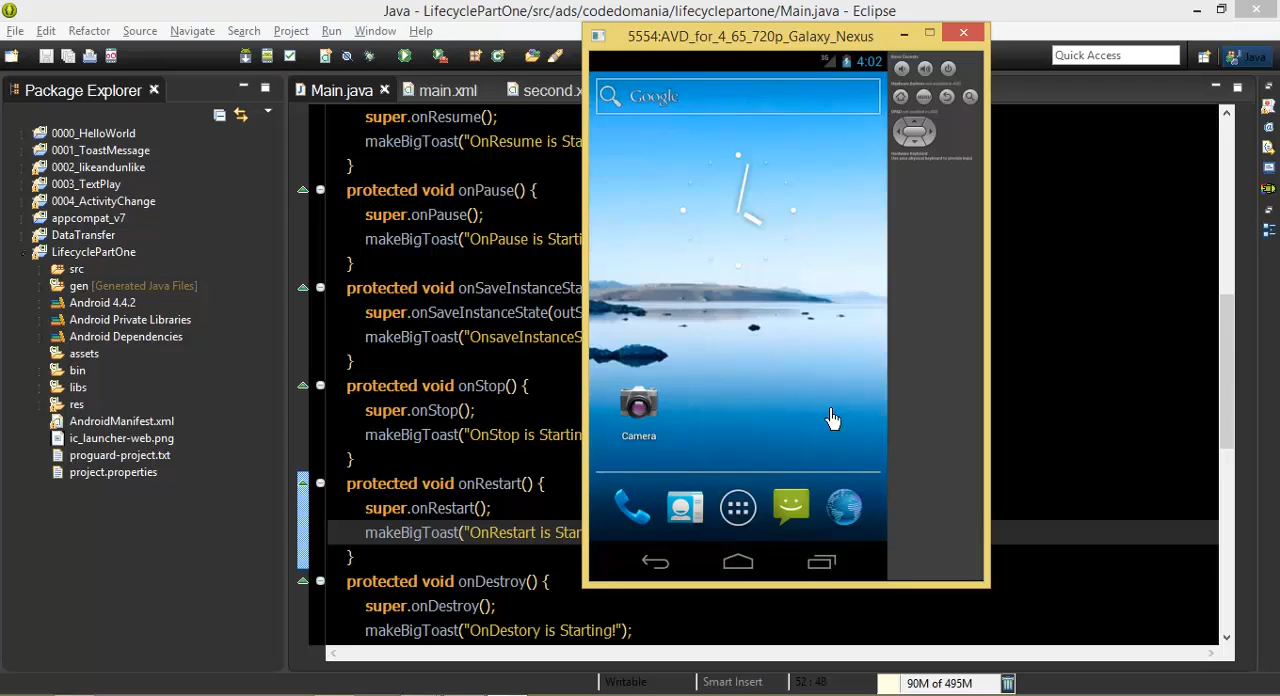 Java - LifecyclePartOne/src/ads/codedomania/lifecyclepartone/Main.java - Eclipse
File Edit Refactor Source Navigate Search Project Run Window Help
Quick Access
Java
Package Explorer
0000_HelloWorld
0001_ToastMessage
0002_likeandunlike
0003_TextPlay
0004_ActivityChange
appcompat_v7
DataTransfer
LifecyclePartOne
src
gen [Generated Java Files]
Android 4.4.2
Android Private Libraries
Android Dependencies
assets
bin
libs
res
AndroidManifest.xml
ic_launcher-web.png
proguard-project.txt
project.properties
Main.java
main.xml
second.x
super.onResume();
makeBigToast("OnResume is Sta
}
protected void onPause() {
super.onPause();
makeBigToast("OnPause is Starti
}
protected void onSaveInstanceSta
super.onSaveInstanceState(outS
makeBigToast("OnsaveInstanceS
}
protected void onStop() {
super.onStop();
makeBigToast("OnStop is Startin
}
protected void onRestart() {
super.onRestart();
makeBigToast("OnRestart is Star
}
protected void onDestroy() {
super.onDestroy();
makeBigToast("OnDestory is Starting!");
5554:AVD_for_4_65_720p_Galaxy_Nexus
3G
4:02
Google
Camera
MENU
Writable
Smart Insert
52 : 48
90M of 495M